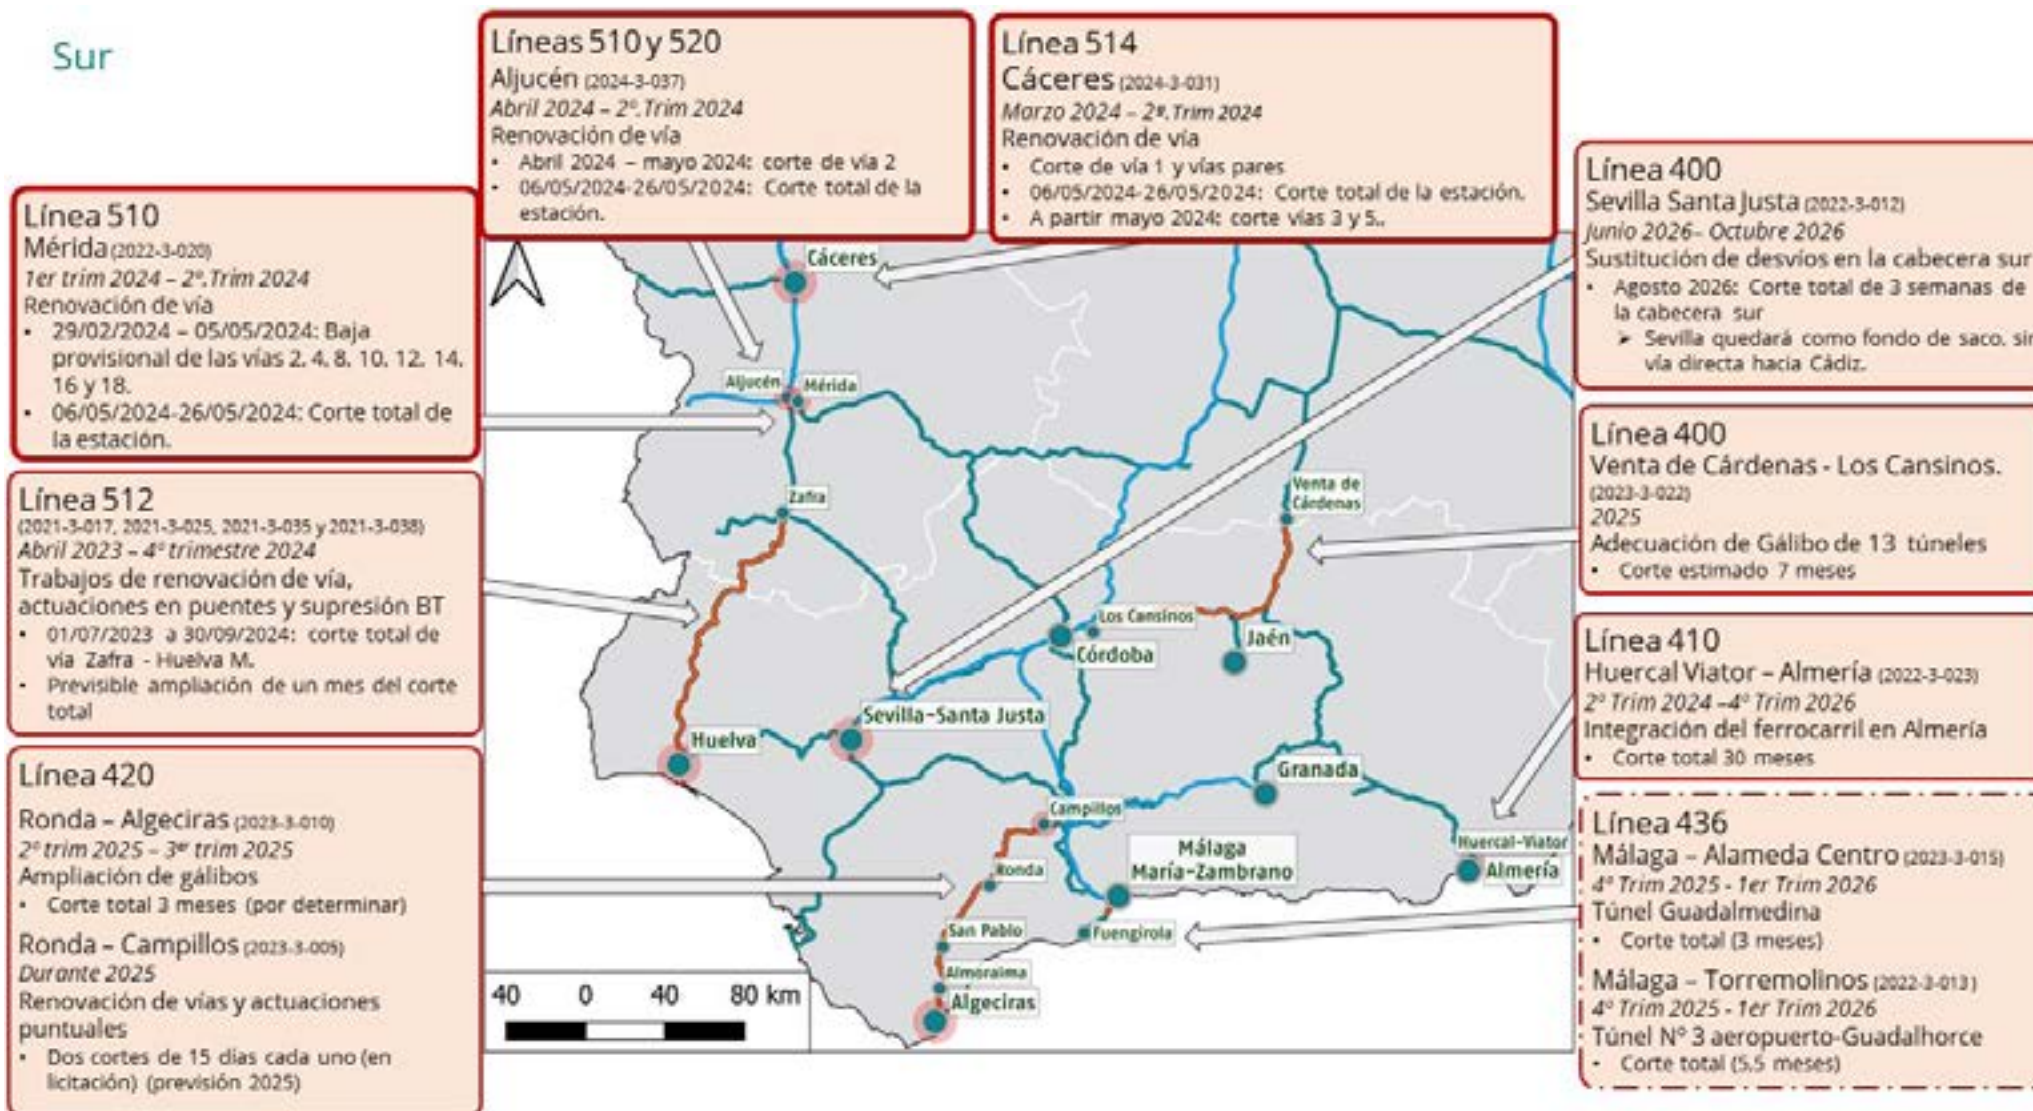 Sur
Líneas 510 y 520
Aljucén (2024-3-037)
Abril 2024 – 2º.Trim 2024
Renovación de vía
• Abril 2024 – mayo 2024: corte de vía 2
• 06/05/2024-26/05/2024: Corte total de la
estación.
Línea 514
Cáceres (2024-3-031)
Marzo 2024 – 2º.Trim 2024
Renovación de vía
• Corte de vía 1 y vías pares
• 06/05/2024-26/05/2024: Corte total de la estación.
• A partir mayo 2024: corte vías 3 y 5..
Línea 510
Mérida (2022-3-020)
1er trim 2024 – 2º.Trim 2024
Renovación de vía
• 29/02/2024 – 05/05/2024: Baja
provisional de las vías 2, 4, 8, 10, 12, 14,
16 y 18.
• 06/05/2024-26/05/2024: Corte total de
la estación.
Línea 512
(2021-3-017, 2021-3-025, 2021-3-035 y 2021-3-038)
Abril 2023 – 4º trimestre 2024
Trabajos de renovación de vía,
actuaciones en puentes y supresión BT
• 01/07/2023 a 30/09/2024: corte total de
vía Zafra - Huelva M.
• Previsible ampliación de un mes del corte
total
Línea 420
Ronda – Algeciras (2023-3-010)
2º trim 2025 – 3er trim 2025
Ampliación de gálibos
• Corte total 3 meses (por determinar)
Ronda – Campillos (2023-3-005)
Durante 2025
Renovación de vías y actuaciones
puntuales
• Dos cortes de 15 días cada uno (en
licitación) (previsión 2025)
Línea 400
Sevilla Santa Justa (2022-3-012)
Junio 2026– Octubre 2026
Sustitución de desvíos en la cabecera sur
• Agosto 2026: Corte total de 3 semanas de
la cabecera sur
➢ Sevilla quedará como fondo de saco, sin
vía directa hacia Cádiz.
Línea 400
Venta de Cárdenas - Los Cansinos.
(2023-3-022)
2025
Adecuación de Gálibo de 13 túneles
• Corte estimado 7 meses
Línea 410
Huercal Viator – Almería (2022-3-023)
2º Trim 2024 –4º Trim 2026
Integración del ferrocarril en Almería
• Corte total 30 meses
Línea 436
Málaga – Alameda Centro (2023-3-015)
4º Trim 2025 - 1er Trim 2026
Túnel Guadalmedina
• Corte total (3 meses)
Málaga – Torremolinos (2022-3-013)
4º Trim 2025 - 1er Trim 2026
Túnel Nº 3 aeropuerto-Guadalhorce
• Corte total (5,5 meses)
Cáceres
Aljucén
Mérida
Zafra
Venta de
Cárdenas
Los Cansinos
Córdoba
Jaén
Sevilla-Santa Justa
Huelva
Granada
Campillos
Málaga
María-Zambrano
Huercal-Viator
Almería
Ronda
San Pablo
Fuengirola
Almoraima
Algeciras
40 0 40 80 km